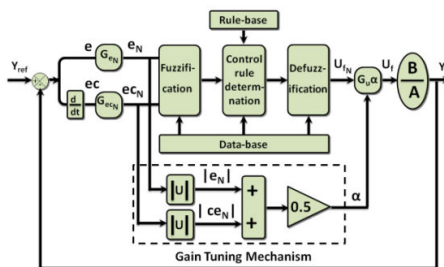 Rule-base
Y_ref
e
G_eN
e_N
ec
d
dt
G_ecN
ec_N
Fuzzifi-
cation
Control
rule
determ-
nation
Defuzz-
ification
U_fN
G_uα
U_f
B
A
Y
Data-base
|U|
|e_N|
|U|
|ce_N|
+
+
0.5
α
Gain Tuning Mechanism